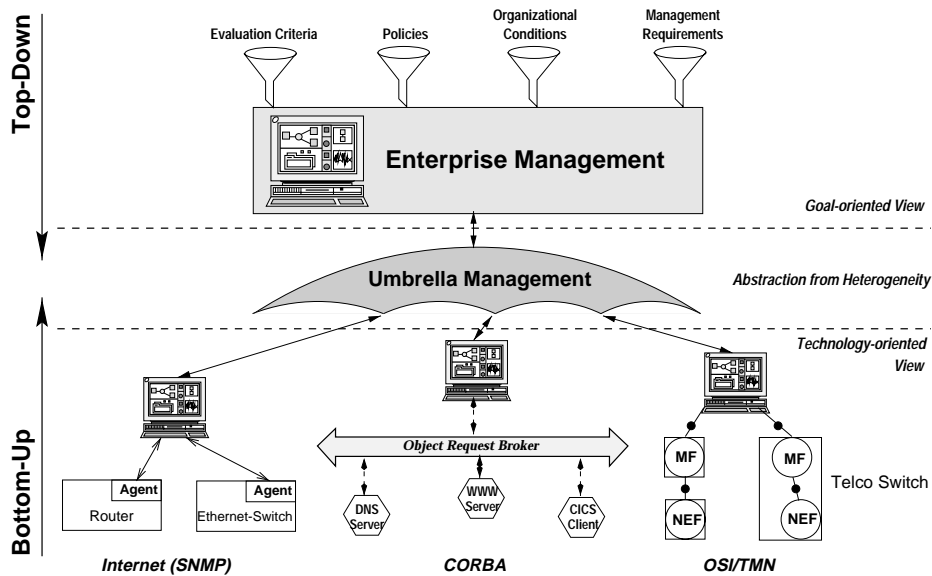 Top-Down
Evaluation Criteria
Policies
Organizational
Conditions
Management
Requirements
Enterprise Management
Goal-oriented View
Umbrella Management
Abstraction from Heterogeneity
Technology-oriented
View
Bottom-Up
Object Request Broker
Agent
Router
Agent
Ethernet-Switch
DNS
Server
WWW
Server
CICS
Client
MF
NEF
MF
NEF
Telco Switch
Internet (SNMP)
CORBA
OSI/TMN